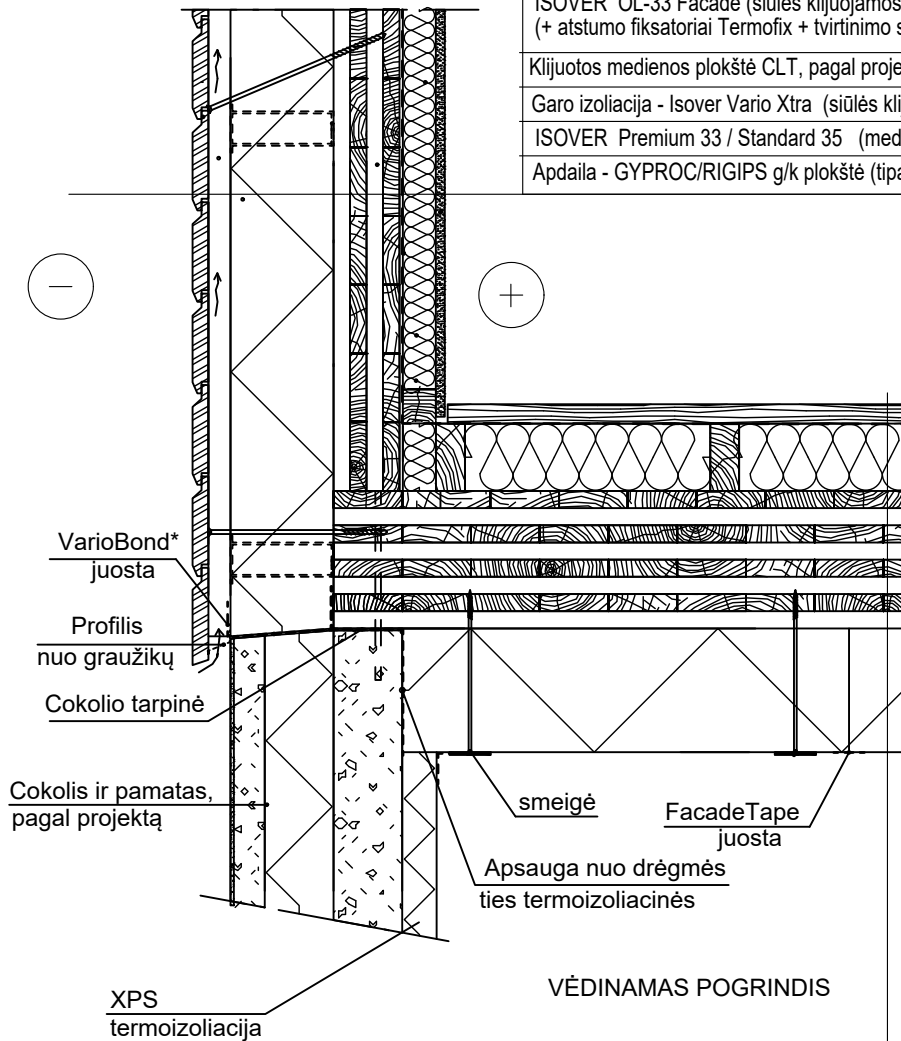 ISOVER OL-33 Facade (siūlės klijuojamos
(+ atstumo fiksatoriai Termofix + tvirtinimo s
Klijuotos medienos plokštė CLT, pagal proje
Garo izoliacija - Isover Vario Xtra (siūlės kli
ISOVER Premium 33 / Standard 35 (med
Apdaila - GYPROC/RIGIPS g/k plokštė (tipa
VarioBond*
juosta
Profilis
nuo graužikų
Cokolio tarpinė
Cokolis ir pamatas,
pagal projektą
smeigė
FacadeTape
juosta
Apsauga nuo drėgmės
ties termoizoliacinės
VĖDINAMAS POGRINDIS
XPS
termoizoliacija